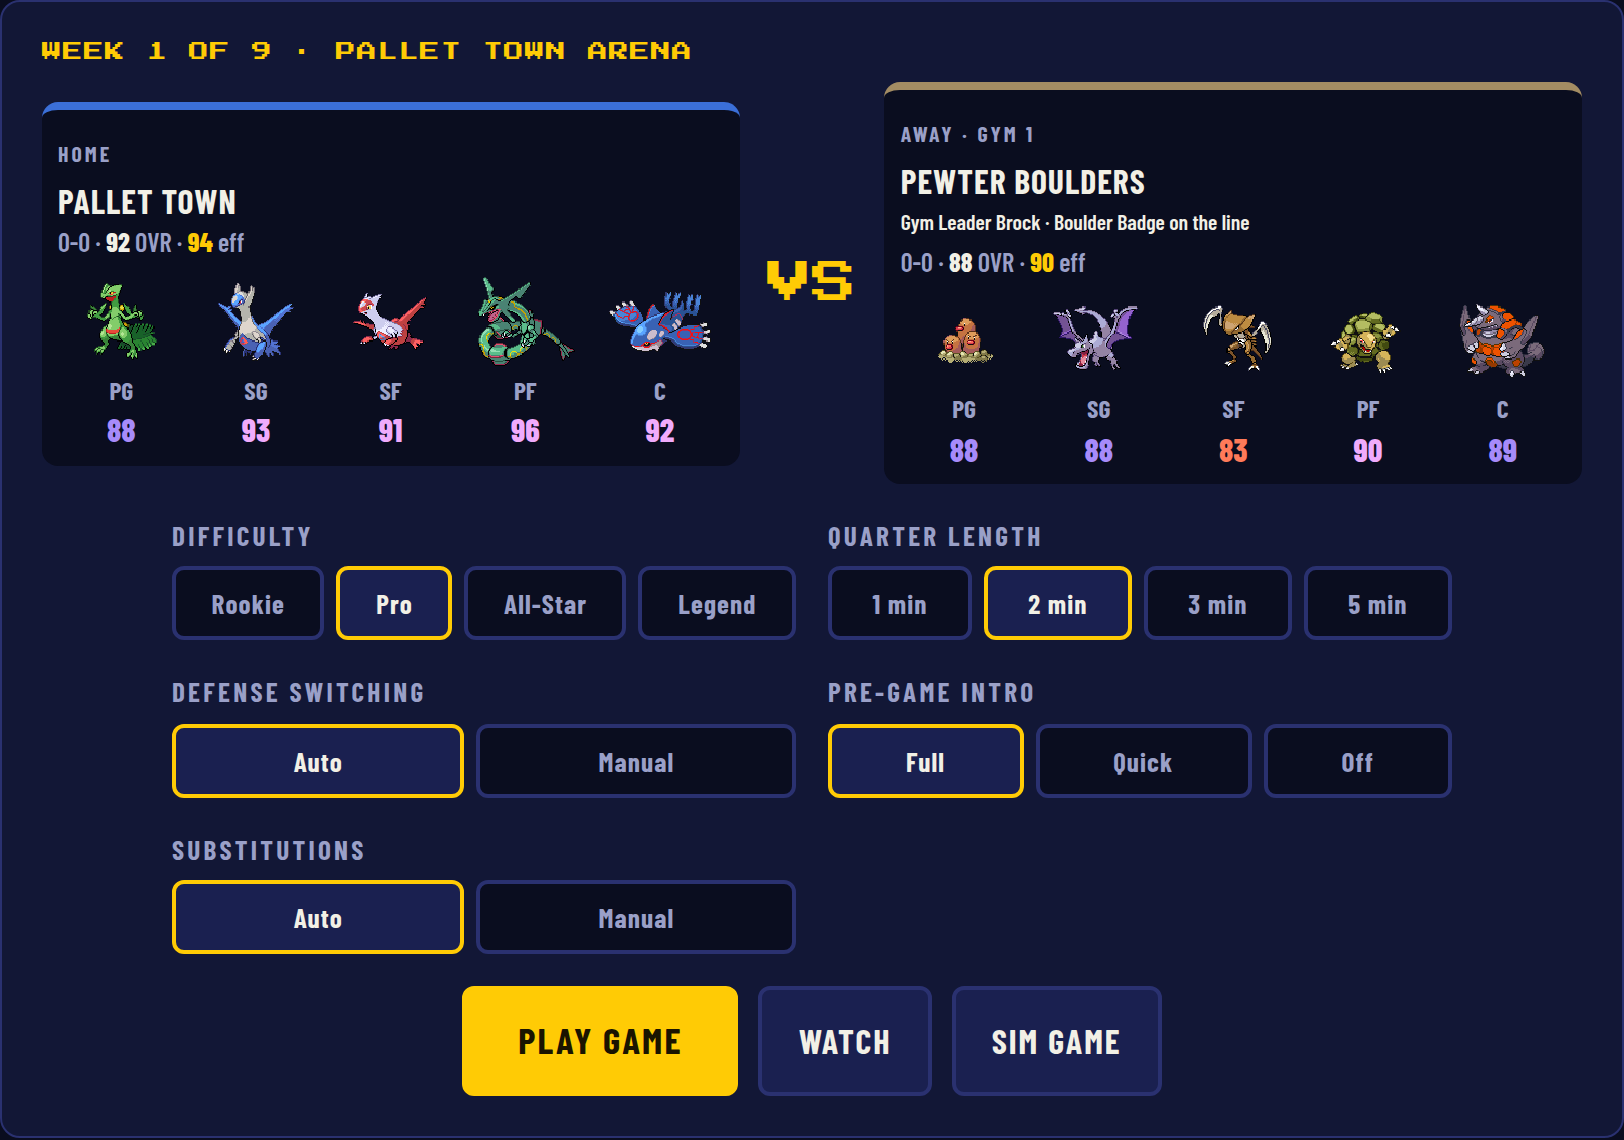 WEEK 1 OF 9 · PALLET TOWN ARENA
HOME
PALLET TOWN
0-0 · 92 OVR · 94 eff
PG SG SF PF C
88 93 91 96 92
VS
AWAY · GYM 1
PEWTER BOULDERS
Gym Leader Brock · Boulder Badge on the line
0-0 · 88 OVR · 90 eff
PG SG SF PF C
88 88 83 90 89
DIFFICULTY
Rookie Pro All-Star Legend
QUARTER LENGTH
1 min 2 min 3 min 5 min
DEFENSE SWITCHING
Auto Manual
PRE-GAME INTRO
Full Quick Off
SUBSTITUTIONS
Auto Manual
PLAY GAME WATCH SIM GAME